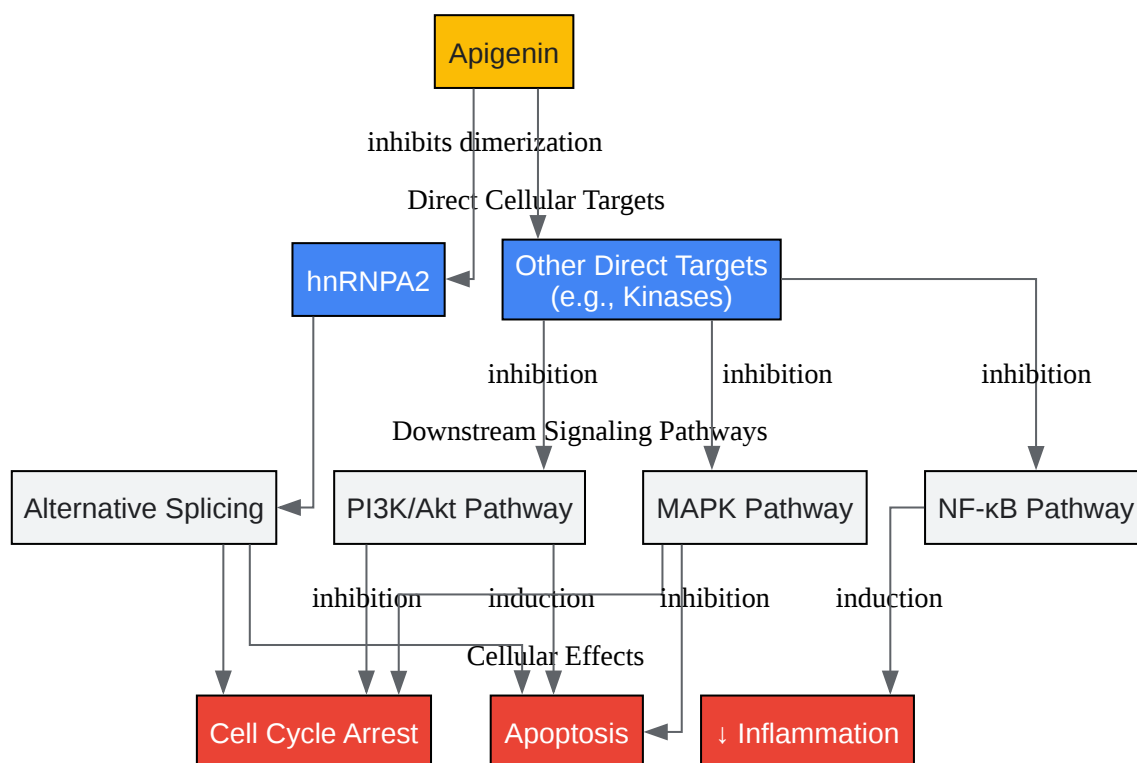 Apigenin
inhibits dimerization
Direct Cellular Targets
hnRNPA2
Other Direct Targets
(e.g., Kinases)
inhibition
inhibition
inhibition
Downstream Signaling Pathways
Alternative Splicing
PI3K/Akt Pathway
MAPK Pathway
NF-κB Pathway
inhibition
induction
inhibition
induction
Cellular Effects
Cell Cycle Arrest
Apoptosis
↓ Inflammation